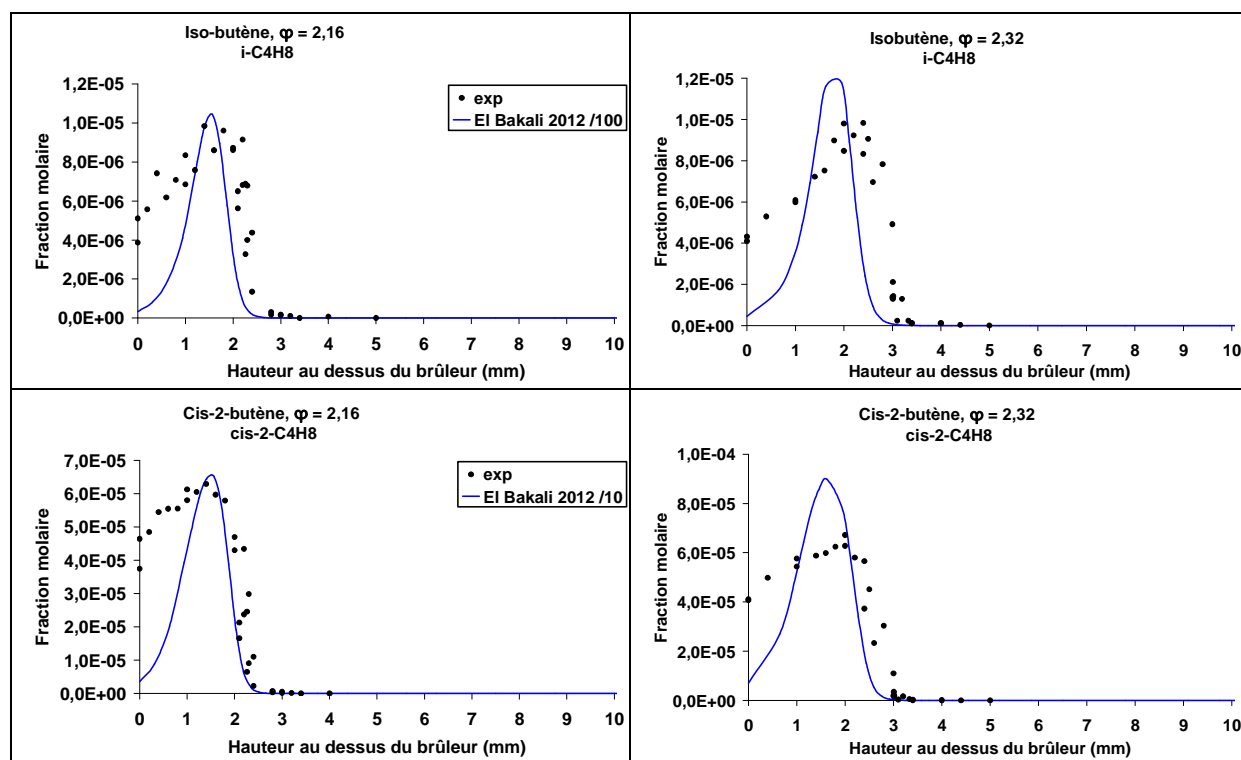 Iso-butène, φ = 2,16
i-C4H8
Fraction molaire
1,2E-05
1,0E-05
8,0E-06
6,0E-06
4,0E-06
2,0E-06
0,0E+00
exp
El Bakali 2012 /100
0 1 2 3 4 5 6 7 8 9 10
Hauteur au dessus du brûleur (mm)
Isobutène, φ = 2,32
i-C4H8
Fraction molaire
1,2E-05
1,0E-05
8,0E-06
6,0E-06
4,0E-06
2,0E-06
0,0E+00
0 1 2 3 4 5 6 7 8 9 10
Hauteur au dessus du brûleur (mm)
Cis-2-butène, φ = 2,16
cis-2-C4H8
Fraction molaire
7,0E-05
6,0E-05
5,0E-05
4,0E-05
3,0E-05
2,0E-05
1,0E-05
0,0E+00
exp
El Bakali 2012 /10
0 1 2 3 4 5 6 7 8 9 10
Hauteur au dessus du brûleur (mm)
Cis-2-butène, φ = 2,32
cis-2-C4H8
Fraction molaire
1,0E-04
8,0E-05
6,0E-05
4,0E-05
2,0E-05
0,0E+00
0 1 2 3 4 5 6 7 8 9 10
Hauteur au dessus du brûleur (mm)